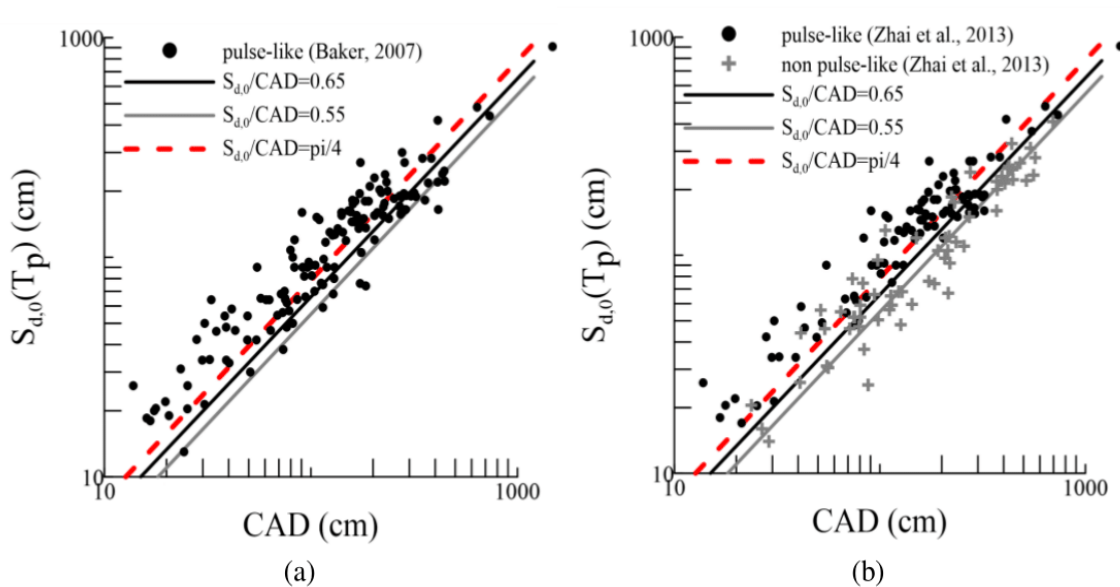 1000
pulse-like (Baker, 2007)
Sd,0/CAD=0.65
Sd,0/CAD=0.55
Sd,0/CAD=pi/4
Sd,0(Tp) (cm)
10
10
1000
CAD (cm)
(a)
1000
pulse-like (Zhai et al., 2013)
non pulse-like (Zhai et al., 2013)
Sd,0/CAD=0.65
Sd,0/CAD=0.55
Sd,0/CAD=pi/4
Sd,0(Tp) (cm)
10
10
1000
CAD (cm)
(b)